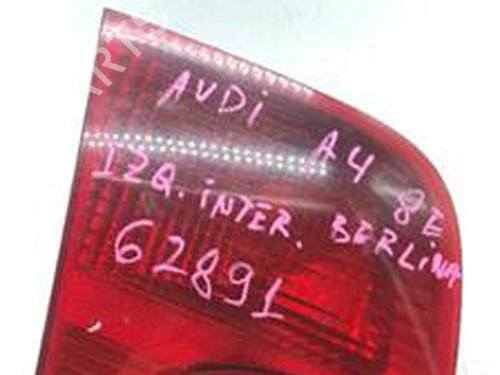 AUDI A4 8E
IZQ. iNTER. BERLiNA
62891